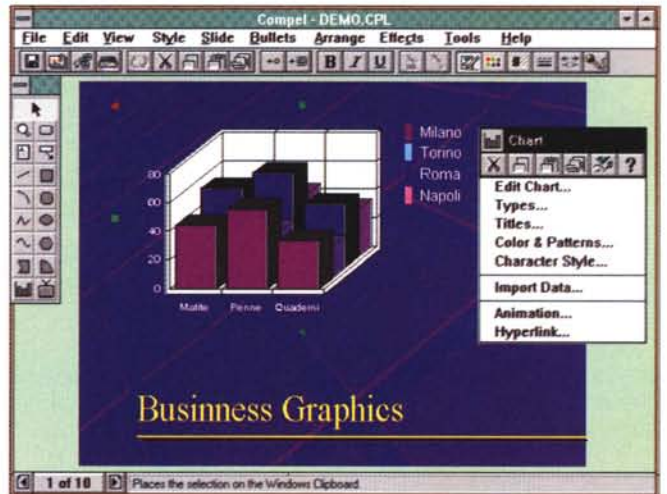 Compel - DEMO.CPL
File Edit View Style Slide Bullets Arrange Effects Tools Help
B I U
Milano
Torino
Roma
Napoli
80
60
40
20
0
Matite Penne Quaderni
Chart
?
Edit Chart...
Types...
Titles...
Color & Patterns...
Character Style...
Import Data...
Animation...
Hyperlink...
Businness Graphics
1 of 10 Places the selection on the Windows Clipboard